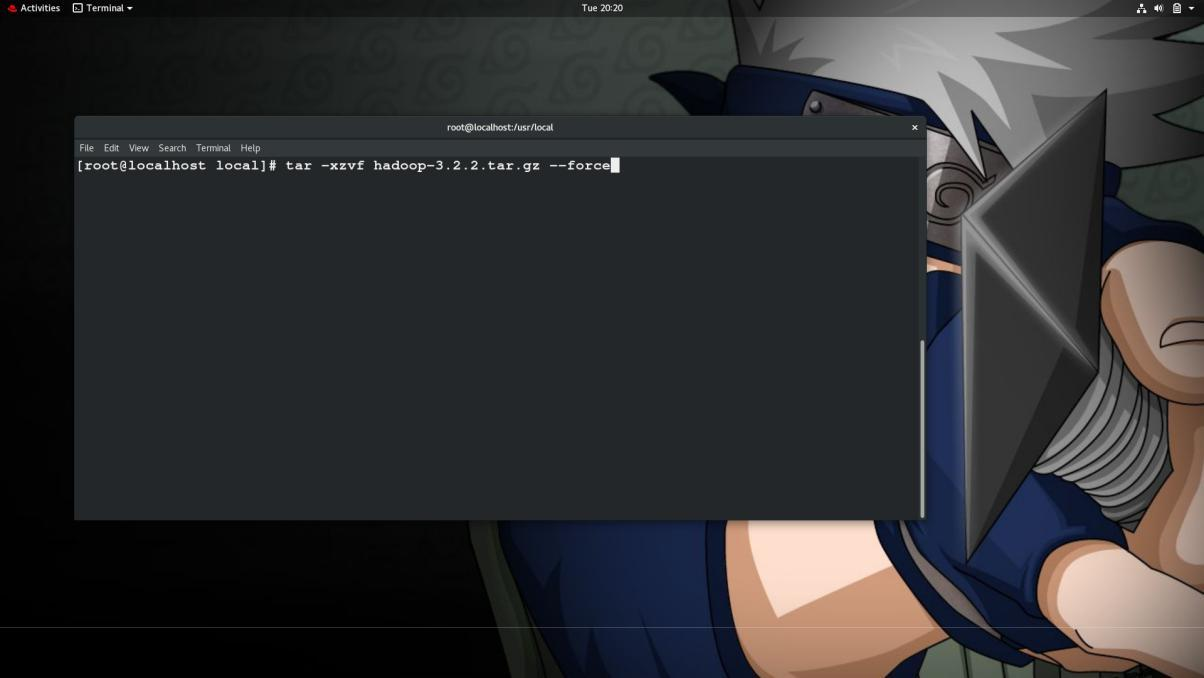 Activities Terminal Tue 20:20
root@localhost:/usr/local ×
File Edit View Search Terminal Help
[root@localhost local]# tar -xzvf hadoop-3.2.2.tar.gz --force